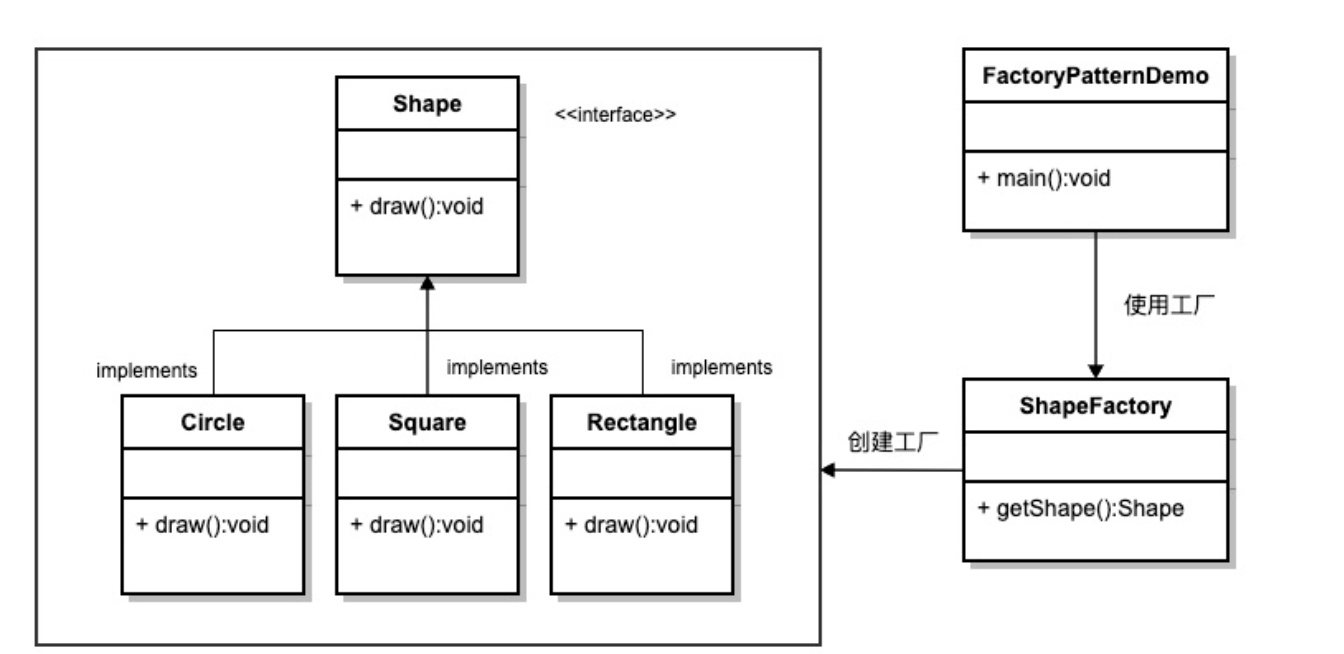 Shape
<<interface>>
+ draw():void
implements
implements
implements
Circle
+ draw():void
Square
+ draw():void
Rectangle
+ draw():void
FactoryPatternDemo
+ main():void
使用工厂
ShapeFactory
+ getShape():Shape
创建工厂